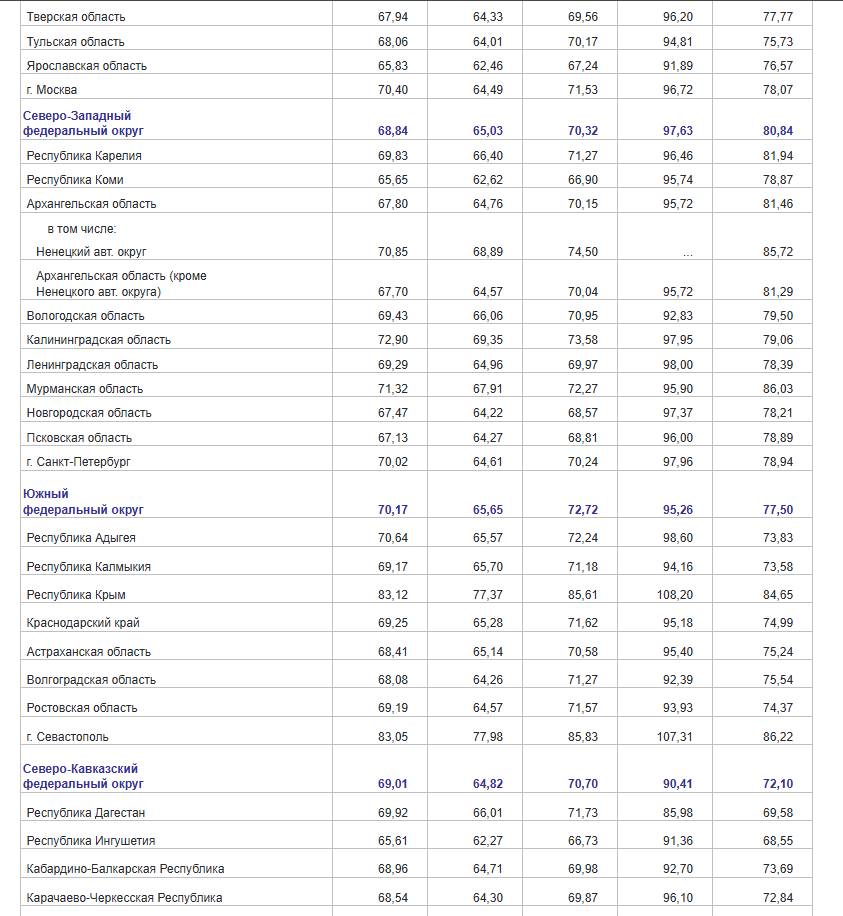 Тверская область 67,94 64,33 69,56 96,20 77,77
Тульская область 68,06 64,01 70,17 94,81 75,73
Ярославская область 65,83 62,46 67,24 91,89 76,57
г. Москва 70,40 64,49 71,53 96,72 78,07
Северо-Западный
федеральный округ 68,84 65,03 70,32 97,63 80,84
Республика Карелия 69,83 66,40 71,27 96,46 81,94
Республика Коми 65,65 62,62 66,90 95,74 78,87
Архангельская область 67,80 64,76 70,15 95,72 81,46
в том числе:
Ненецкий авт. округ 70,85 68,89 74,50 ... 85,72
Архангельская область (кроме
Ненецкого авт. округа) 67,70 64,57 70,04 95,72 81,29
Вологодская область 69,43 66,06 70,95 92,83 79,50
Калининградская область 72,90 69,35 73,58 97,95 79,06
Ленинградская область 69,29 64,96 69,97 98,00 78,39
Мурманская область 71,32 67,91 72,27 95,90 86,03
Новгородская область 67,47 64,22 68,57 97,37 78,21
Псковская область 67,13 64,27 68,81 96,00 78,89
г. Санкт-Петербург 70,02 64,61 70,24 97,96 78,94
Южный
федеральный округ 70,17 65,65 72,72 95,26 77,50
Республика Адыгея 70,64 65,57 72,24 98,60 73,83
Республика Калмыкия 69,17 65,70 71,18 94,16 73,58
Республика Крым 83,12 77,37 85,61 108,20 84,65
Краснодарский край 69,25 65,28 71,62 95,18 74,99
Астраханская область 68,41 65,14 70,58 95,40 75,24
Волгоградская область 68,08 64,26 71,27 92,39 75,54
Ростовская область 69,19 64,57 71,57 93,93 74,37
г. Севастополь 83,05 77,98 85,83 107,31 86,22
Северо-Кавказский
федеральный округ 69,01 64,82 70,70 90,41 72,10
Республика Дагестан 69,92 66,01 71,73 85,98 69,58
Республика Ингушетия 65,61 62,27 66,73 91,36 68,55
Кабардино-Балкарская Республика 68,96 64,71 69,98 92,70 73,69
Карачаево-Черкесская Республика 68,54 64,30 69,87 96,10 72,84